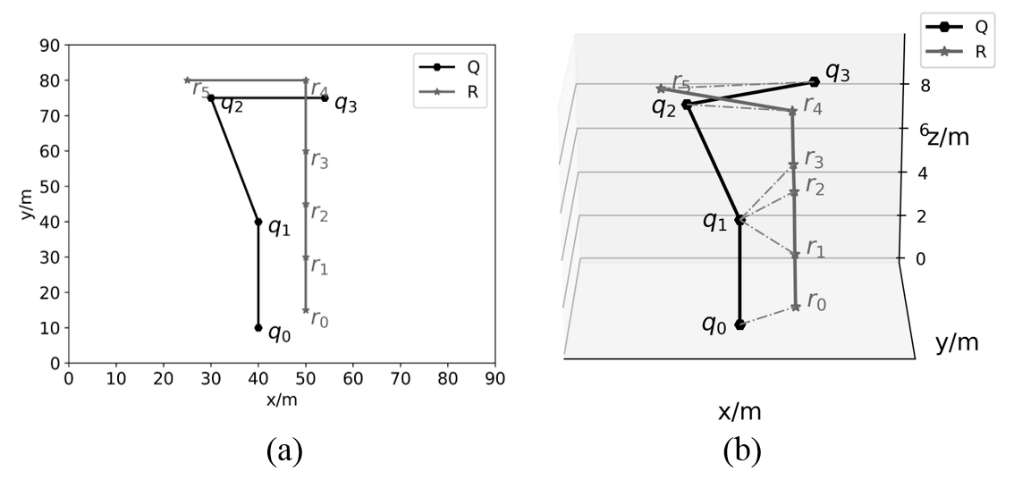 90
80
70
60
50
40
30
20
10
0
y/m
0 10 20 30 40 50 60 70 80 90
x/m
Q
R
r₅
r₄
q₂
q₃
r₃
r₂
q₁
r₁
r₀
q₀
(a)
Q
R
q₃
r₅
q₂
r₄
8
6
z/m
r₃
4
r₂
q₁
2
r₁
0
r₀
q₀
y/m
x/m
(b)